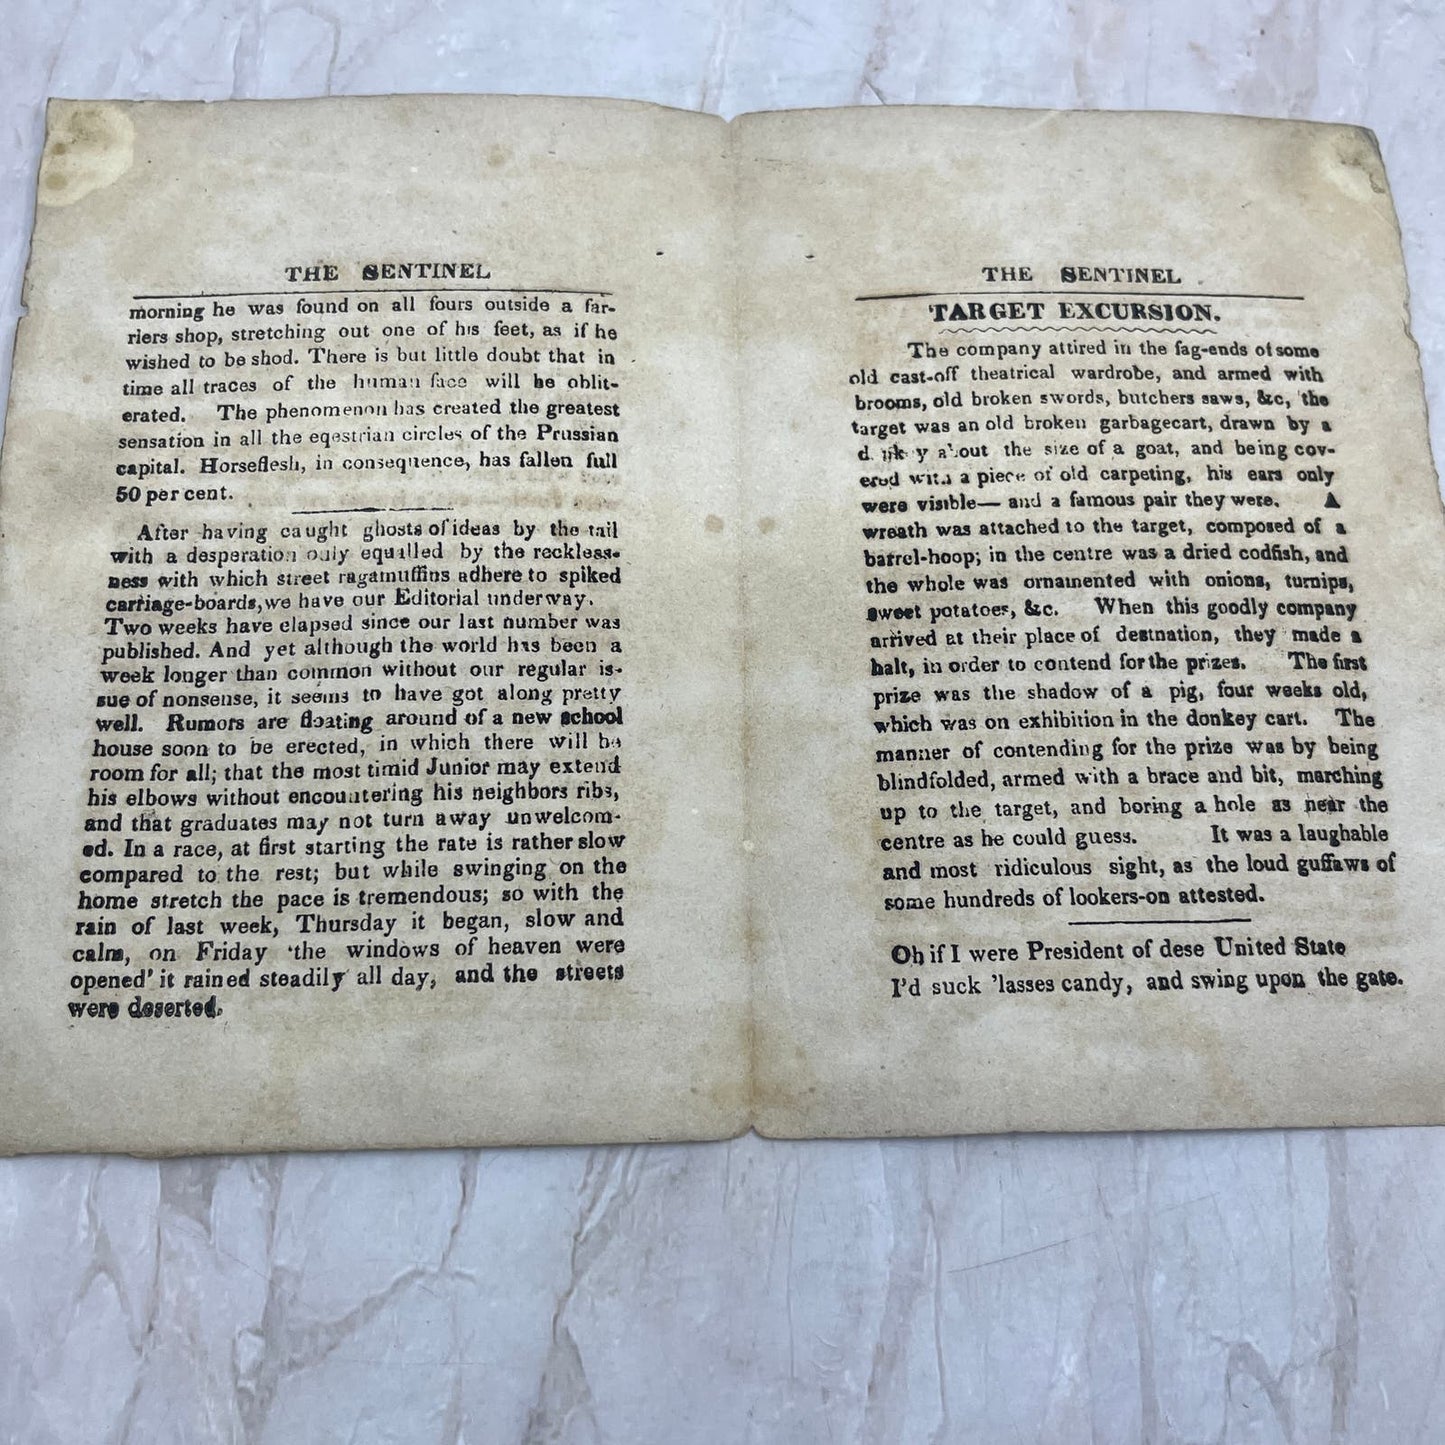 THE SENTINEL
morning he was found on all fours outside a far-
riers shop, stretching out one of his feet, as if he
wished to be shod. There is but little doubt that in
time all traces of the human face will be oblit-
erated. The phenomenon has created the greatest
sensation in all the eqestrian circles of the Prussian
capital. Horseflesh, in consequence, has fallen full
50 per cent.
After having caught ghosts of ideas by the tail
with a desperation only equalled by the reckless-
ness with which street ragamuffins adhere to spiked
carriage-boards, we have our Editorial underway.
Two weeks have elapsed since our last number was
published. And yet although the world has been a
week longer than common without our regular is-
sue of nonsense, it seems to have got along pretty
well. Rumors are floating around of a new school
house soon to be erected, in which there will be
room for all; that the most timid Junior may extend
his elbows without encountering his neighbors ribs,
and that graduates may not turn away unwelcom-
ed. In a race, at first starting the rate is rather slow
compared to the rest; but while swinging on the
home stretch the pace is tremendous; so with the
rain of last week, Thursday it began, slow and
calm, on Friday 'the windows of heaven were
opened' it rained steadily all day, and the streets
were deserted.
THE SENTINEL
TARGET EXCURSION.
The company attired in the fag-ends of some
old cast-off theatrical wardrobe, and armed with
brooms, old broken swords, butchers saws, &c, the
target was an old broken garbagecart, drawn by a
about the size of a goat, and being cov-
ered with a piece of old carpeting, his ears only
were visible— and a famous pair they were. A
wreath was attached to the target, composed of a
barrel-hoop; in the centre was a dried codfish, and
the whole was ornamented with onions, turnips,
sweet potatoes, &c. When this goodly company
arrived at their place of destnation, they made a
halt, in order to contend for the prizes. The first
prize was the shadow of a pig, four weeks old,
which was on exhibition in the donkey cart. The
manner of contending for the prize was by being
blindfolded, armed with a brace and bit, marching
up to the target, and boring a hole as near the
centre as he could guess. It was a laughable
and most ridiculous sight, as the loud guffaws of
some hundreds of lookers-on attested.
Oh if I were President of dese United State
I'd suck 'lasses candy, and swing upon the gate.